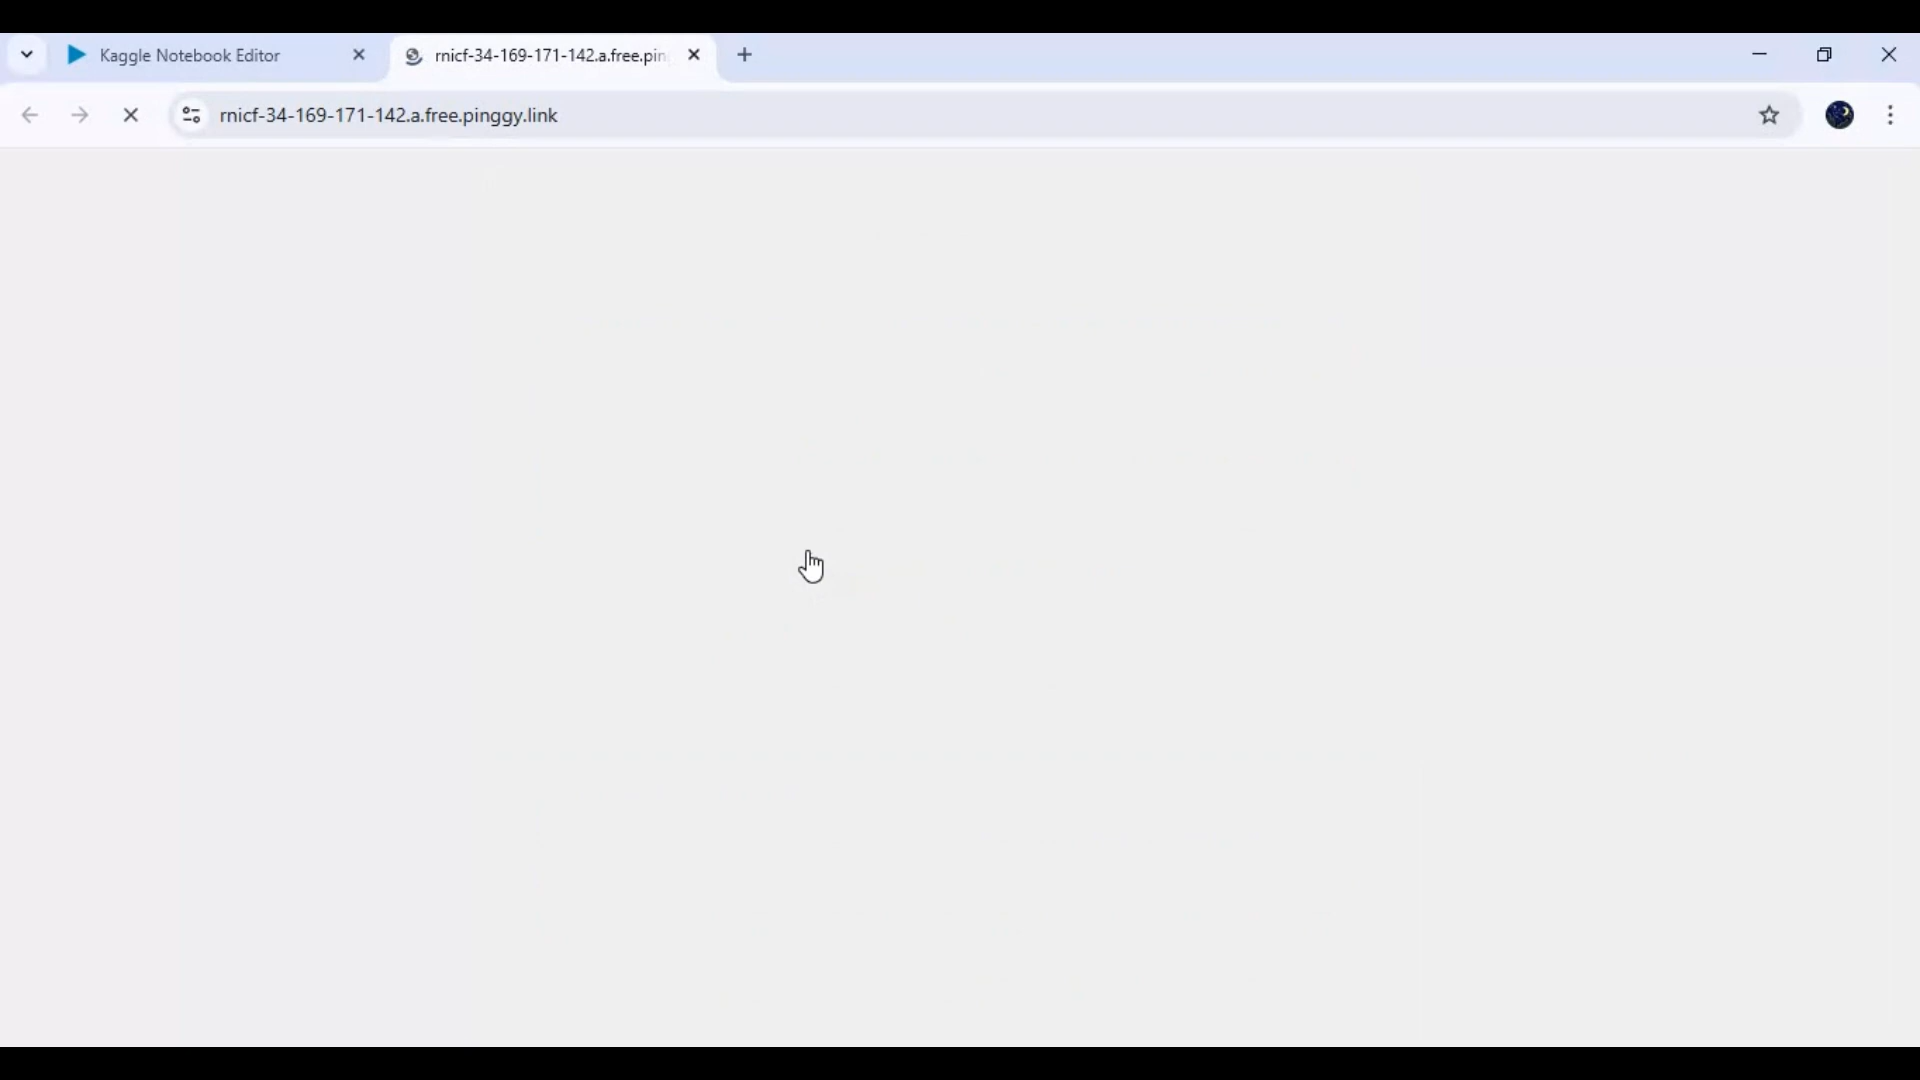 Kaggle Notebook Editor
rnicf-34-169-171-142.a.free.pin
rnicf-34-169-171-142.a.free.pinggy.link